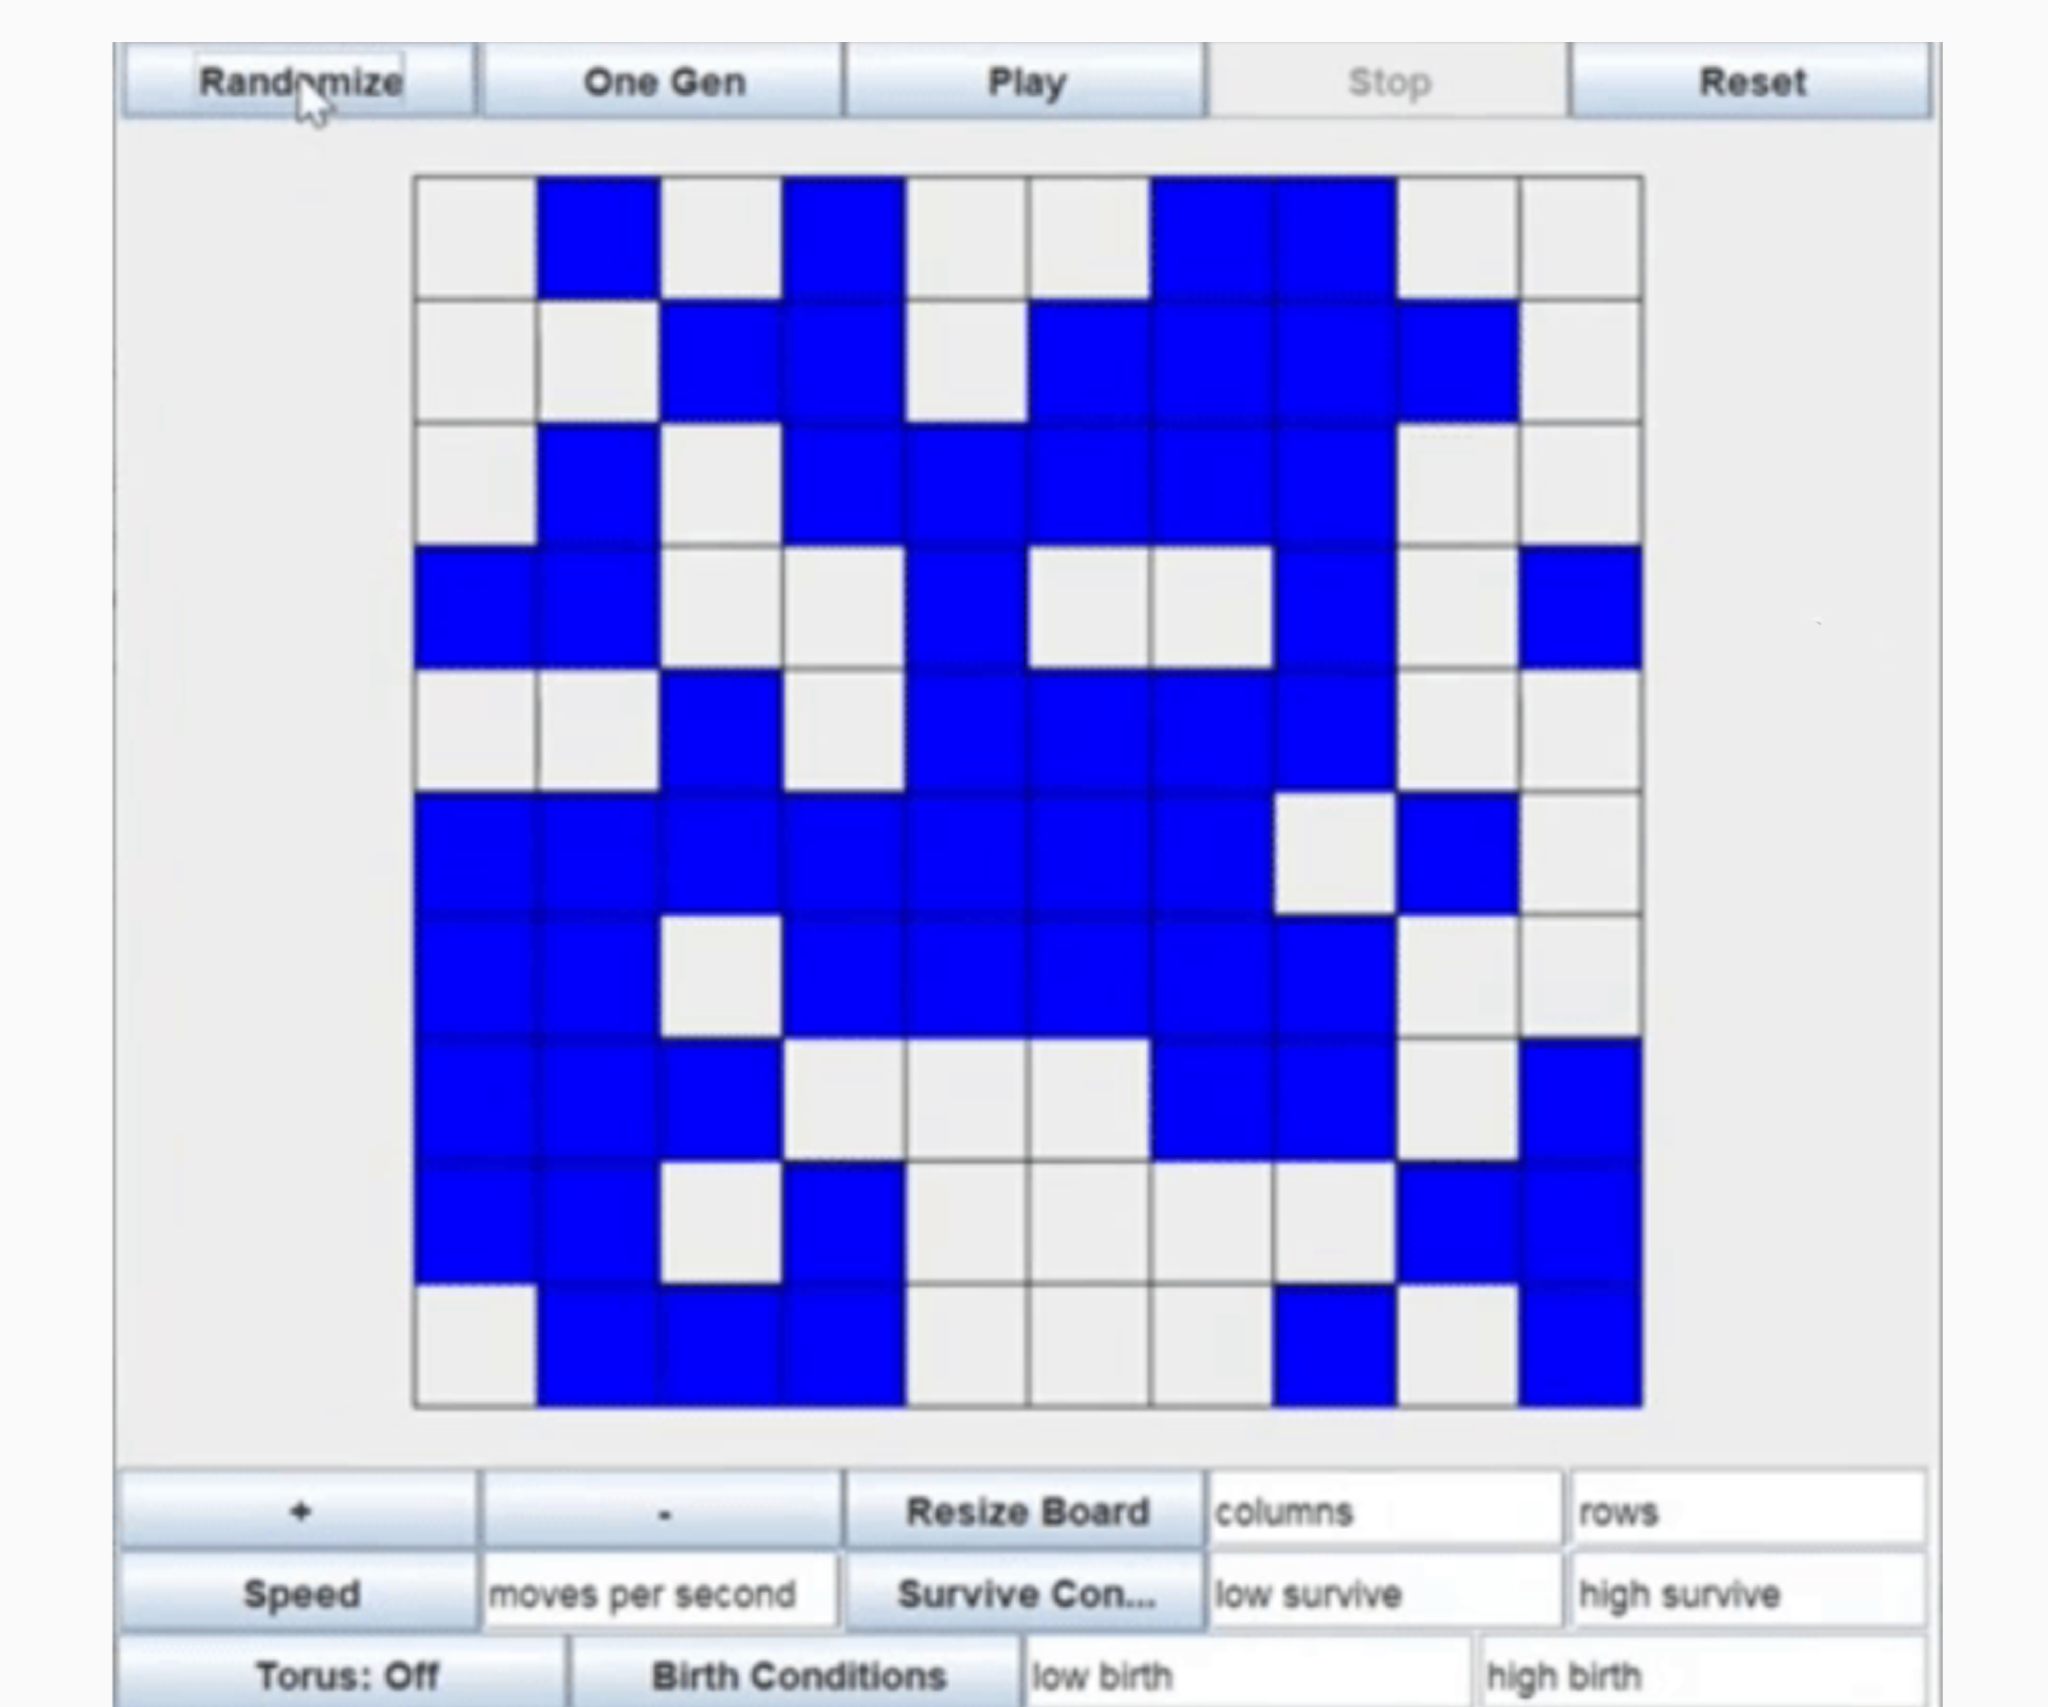 Randomize One Gen Play Stop Reset
+ - Resize Board columns rows
Speed moves per second Survive Con... low survive high survive
Torus: Off Birth Conditions low birth high birth